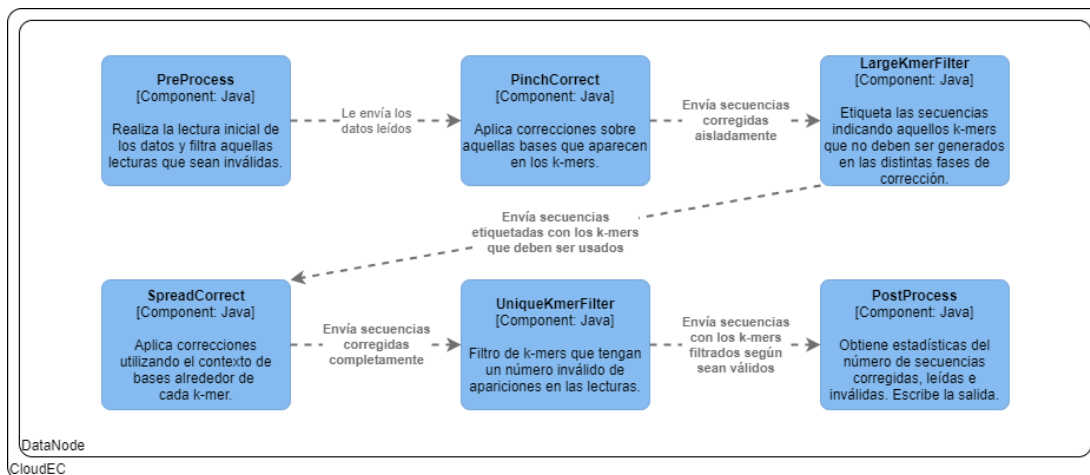 PreProcess
[Component: Java]
Realiza la lectura inicial de
los datos y filtra aquellas
lecturas que sean inválidas.
Le envía los
datos leídos
PinchCorrect
[Component: Java]
Aplica correcciones sobre
aquellas bases que aparecen
en los k-mers.
Envía secuencias
corregidas
aisladamente
LargeKmerFilter
[Component: Java]
Etiqueta las secuencias
indicando aquellos k-mers
que no deben ser generados
en las distintas fases de
corrección.
Envía secuencias
etiquetadas con los k-mers
que deben ser usados
SpreadCorrect
[Component: Java]
Aplica correcciones
utilizando el contexto de
bases alrededor de
cada k-mer.
Envía secuencias
corregidas
completamente
UniqueKmerFilter
[Component: Java]
Filtro de k-mers que tengan
un número inválido de
apariciones en las lecturas.
Envía secuencias
con los k-mers
filtrados según
sean válidos
PostProcess
[Component: Java]
Obtiene estadísticas del
número de secuencias
corregidas, leídas e
inválidas. Escribe la salida.
DataNode
CloudEC